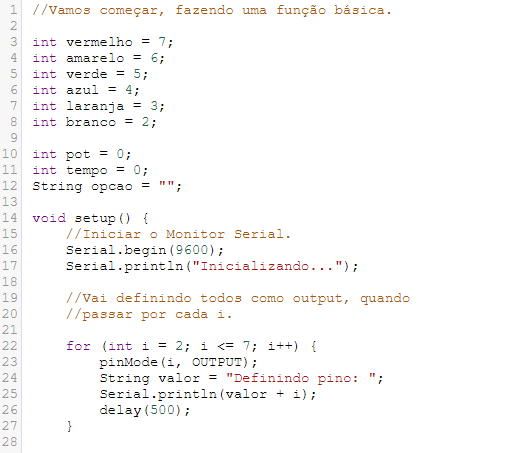 1 //Vamos começar, fazendo uma função básica.
2
3 int vermelho = 7;
4 int amarelo = 6;
5 int verde = 5;
6 int azul = 4;
7 int laranja = 3;
8 int branco = 2;
9
10 int pot = 0;
11 int tempo = 0;
12 String opcao = "";
13
14 void setup() {
15     //Iniciar o Monitor Serial.
16     Serial.begin(9600);
17     Serial.println("Inicializando...");
18
19     //Vai definindo todos como output, quando
20     //passar por cada i.
21
22     for (int i = 2; i <= 7; i++) {
23         pinMode(i, OUTPUT);
24         String valor = "Definindo pino: ";
25         Serial.println(valor + i);
26         delay(500);
27     }
28